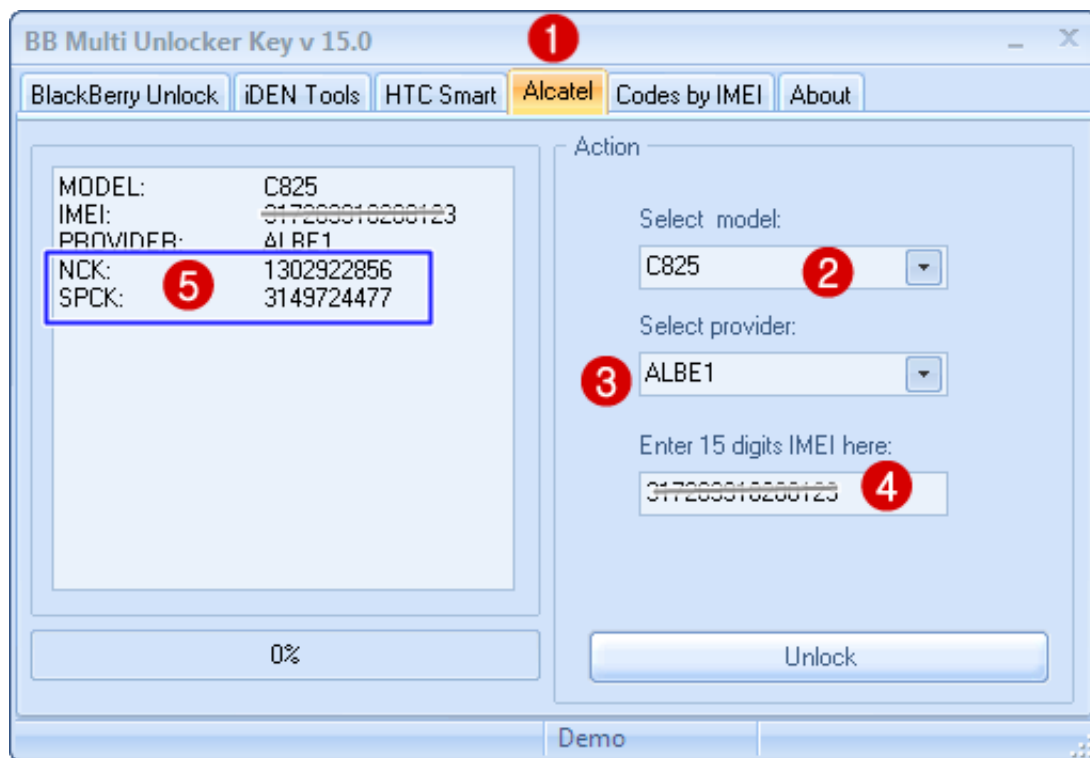 BB Multi Unlocker Key v 15.0
1
BlackBerry Unlock iDEN Tools HTC Smart Alcatel Codes by IMEI About
MODEL: C825
IMEI:
PROVIDER: ALBE1
NCK: 1302922856
SPCK: 3149724477
5
0%
Action
Select model:
C825
2
Select provider:
3
ALBE1
Enter 15 digits IMEI here:
4
Unlock
Demo